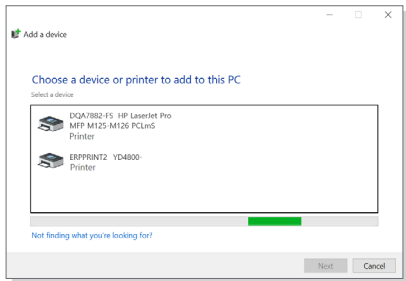 Add a device
Choose a device or printer to add to this PC
Select a device
DQA7882-F5 HP LaserJet Pro
MFP M125-M126 PCLmS
Printer
ERPPRINT2 YD4800-
Printer
Not finding what you're looking for?
Next
Cancel